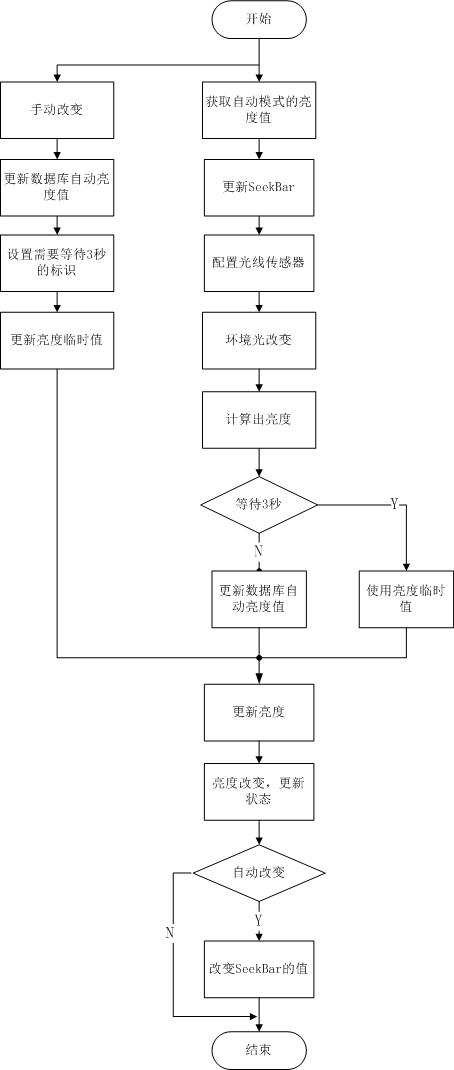 开始
手动改变
获取自动模式的亮
度值
更新数据库自动亮
度值
更新SeekBar
设置需要等待3秒
的标识
配置光线传感器
更新亮度临时值
环境光改变
计算出亮度
等待3秒
Y
N
更新数据库自
动亮度值
使用亮度临时
值
更新亮度
亮度改变，更新
状态
自动改变
Y
N
改变SeekBar的值
结束